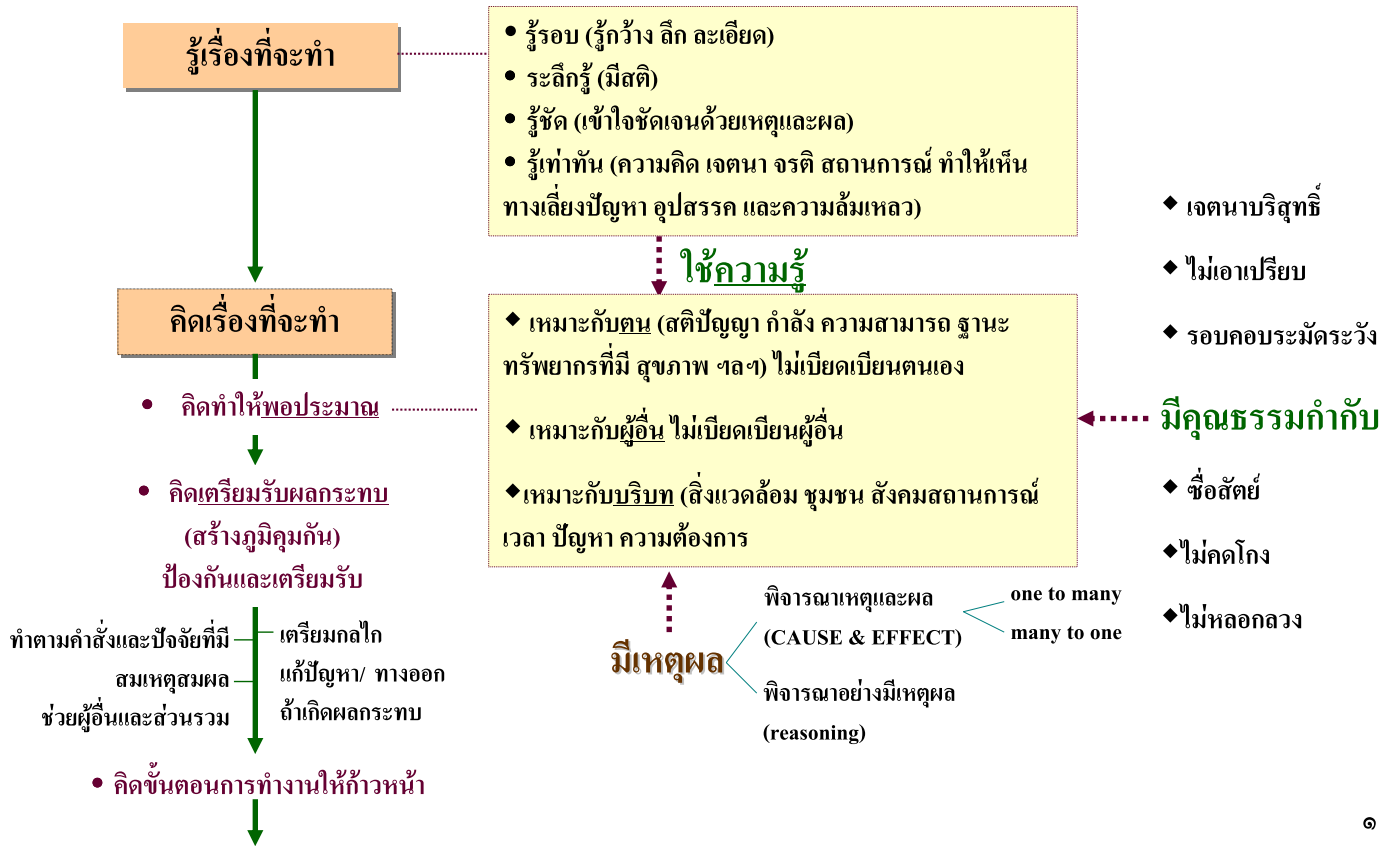 รู้เรื่องที่จะทำ
• รู้รอบ (รู้กว้าง ลึก ละเอียด)
• ระลึกรู้ (มีสติ)
• รู้ชัด (เข้าใจชัดเจนด้วยเหตุและผล)
• รู้เท่าทัน (ความคิด เจตนา จรติ สถานการณ์ ทำให้เห็น
ทางเลี่ยงปัญหา อุปสรรค และความล้มเหลว)
ใช้ความรู้
คิดเรื่องที่จะทำ
• คิดทำให้พอประมาณ
◆ เหมาะกับตน (สติปัญญา กำลัง ความสามารถ ฐานะ
ทรัพยากรที่มี สุขภาพ ฯลฯ) ไม่เบียดเบียนตนเอง
◆ เหมาะกับผู้อื่น ไม่เบียดเบียนผู้อื่น
◆เหมาะกับบริบท (สิ่งแวดล้อม ชุมชน สังคมสถานการณ์
เวลา ปัญหา ความต้องการ
◆ เจตนาบริสุทธิ์
◆ ไม่เอาเปรียบ
◆ รอบคอบระมัดระวัง
มีคุณธรรมกำกับ
◆ ซื่อสัตย์
◆ไม่คดโกง
◆ไม่หลอกลวง
• คิดเตรียมรับผลกระทบ
(สร้างภูมิคุมกัน)
ป้องกันและเตรียมรับ
ทำตามคำสั่งและปัจจัยที่มี
สมเหตุสมผล
ช่วยผู้อื่นและส่วนรวม
เตรียมกลไก
แก้ปัญหา/ ทางออก
ถ้าเกิดผลกระทบ
มีเหตุผล
พิจารณาเหตุและผล
(CAUSE & EFFECT)
one to many
many to one
พิจารณาอย่างมีเหตุผล
(reasoning)
• คิดขั้นตอนการทำงานให้ก้าวหน้า
๑